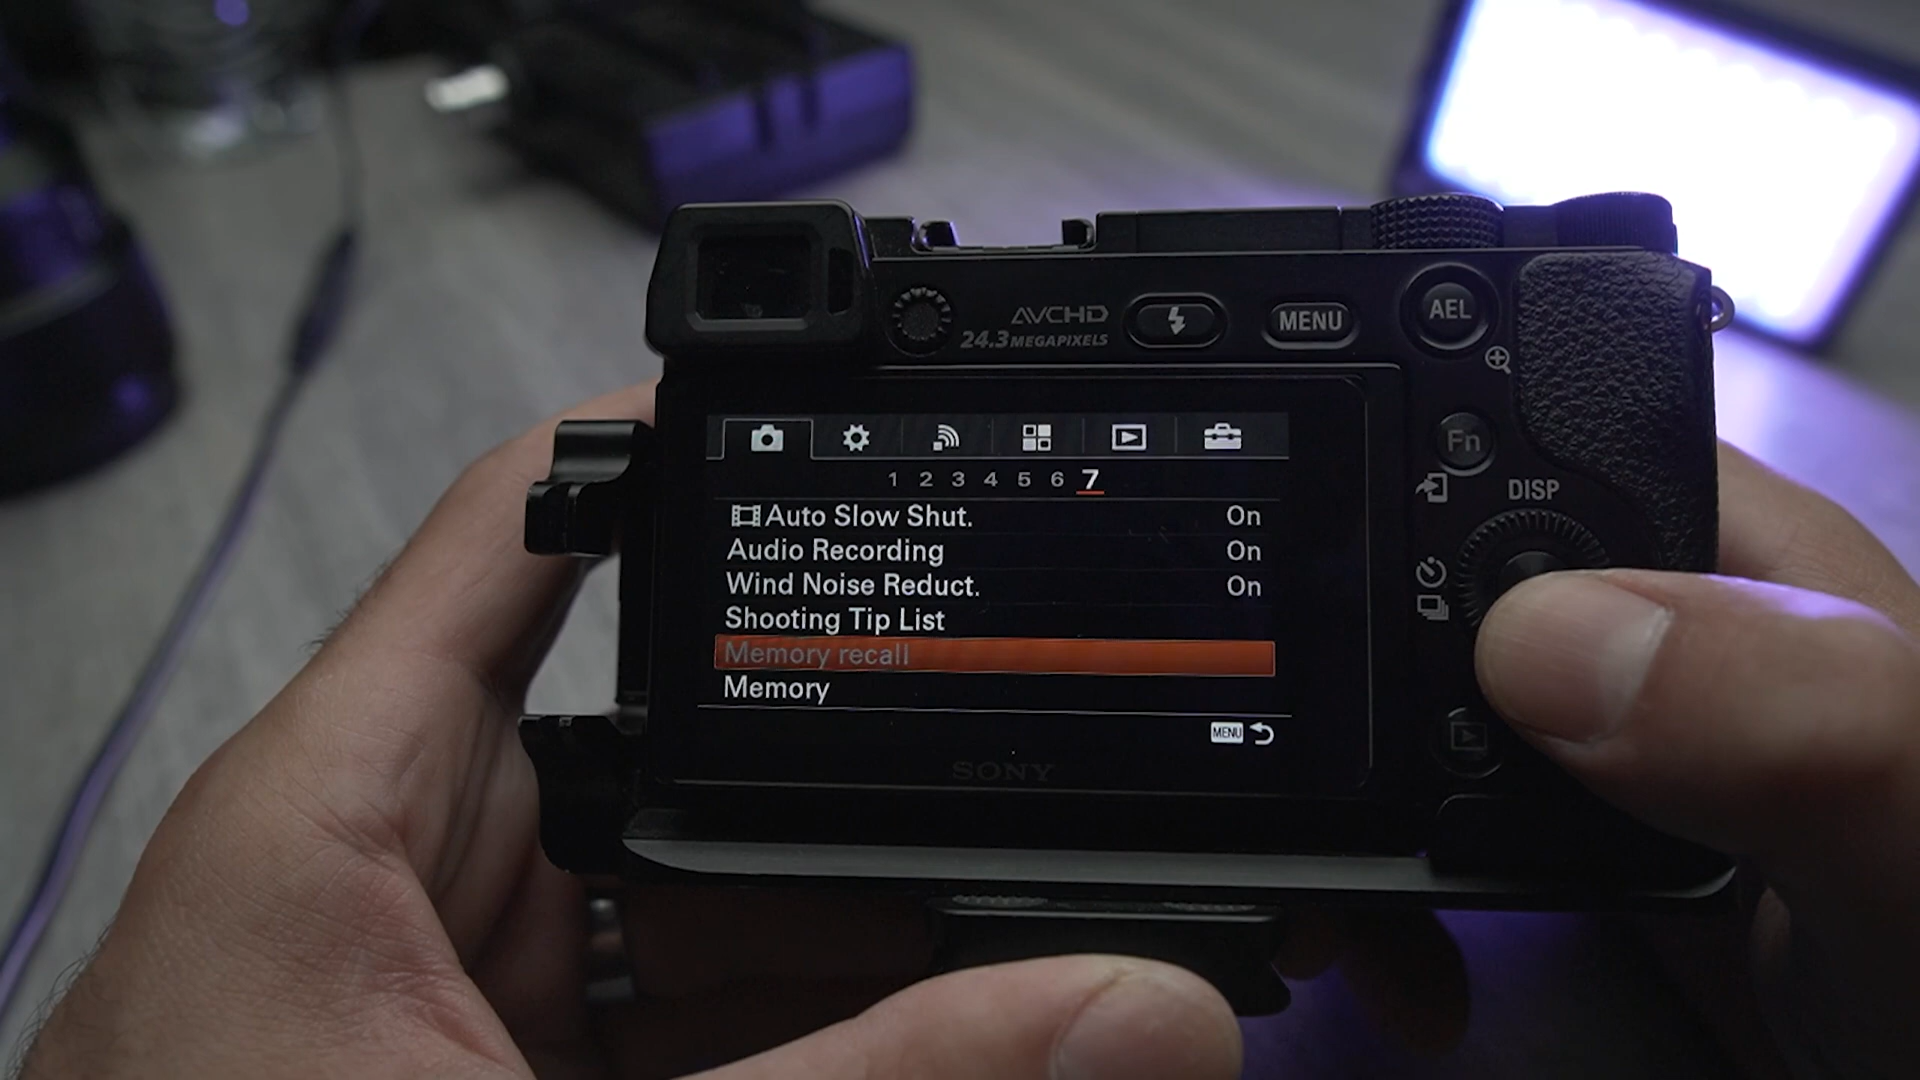 AVCHD
24.3 MEGAPIXELS
MENU
AEL
Fn
DISP
1 2 3 4 5 6 7
Auto Slow Shut. On
Audio Recording On
Wind Noise Reduct. On
Shooting Tip List
Memory recall
Memory
MENU
SONY